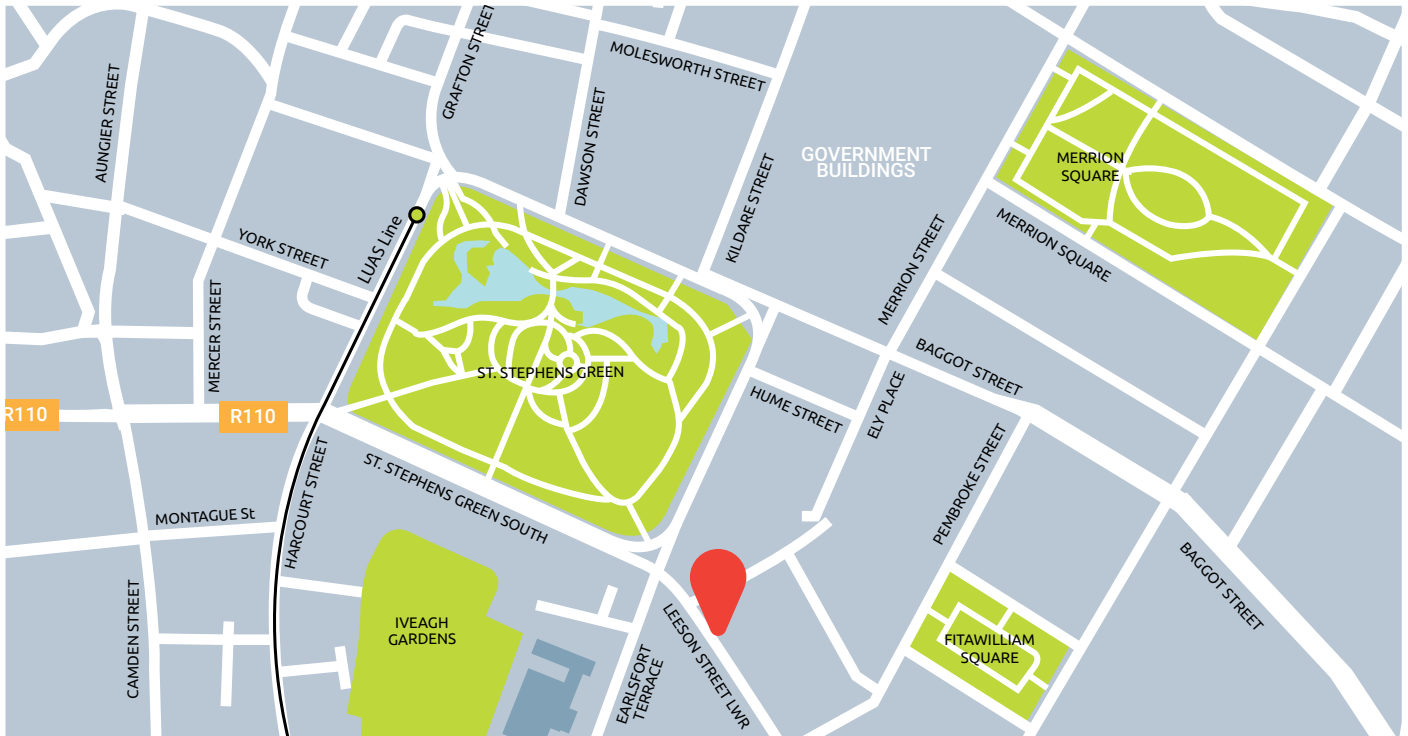 GRAFTON STREET
MOLESWORTH STREET
AUNGIER STREET
DAWSON STREET
GOVERNMENT
BUILDINGS
MERRION
SQUARE
KILDARE STREET
YORK STREET
LUAS Line
MERRION STREET
MERRION SQUARE
MERCER STREET
ST. STEPHENS GREEN
BAGGOT STREET
HUME STREET
ELY PLACE
R110
R110
HARCOURT STREET
ST. STEPHENS GREEN SOUTH
PEMBROKE STREET
MONTAGUE St
BAGGOT STREET
CAMDEN STREET
IVEAGH
GARDENS
LEESON STREET LWR
EARLSFORT
TERRACE
FITAWILLIAM
SQUARE